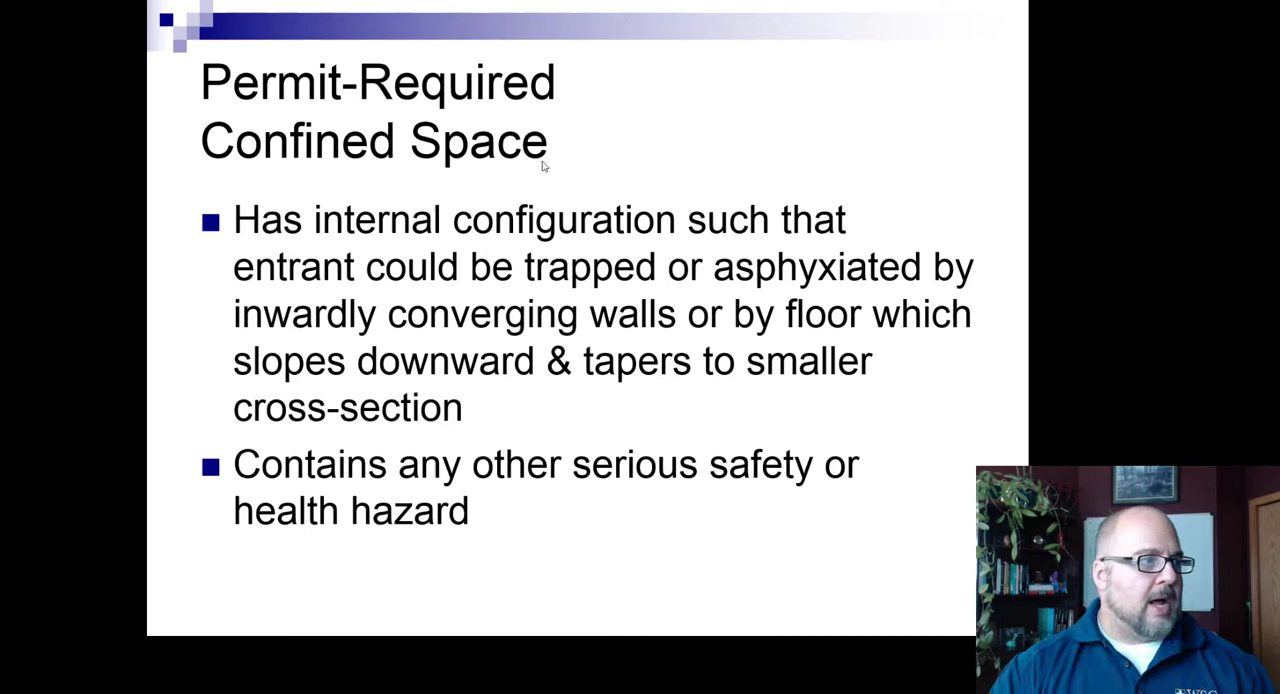 Permit-Required
Confined Space
Has internal configuration such that
entrant could be trapped or asphyxiated by
inwardly converging walls or by floor which
slopes downward & tapers to smaller
cross-section
Contains any other serious safety or
health hazard